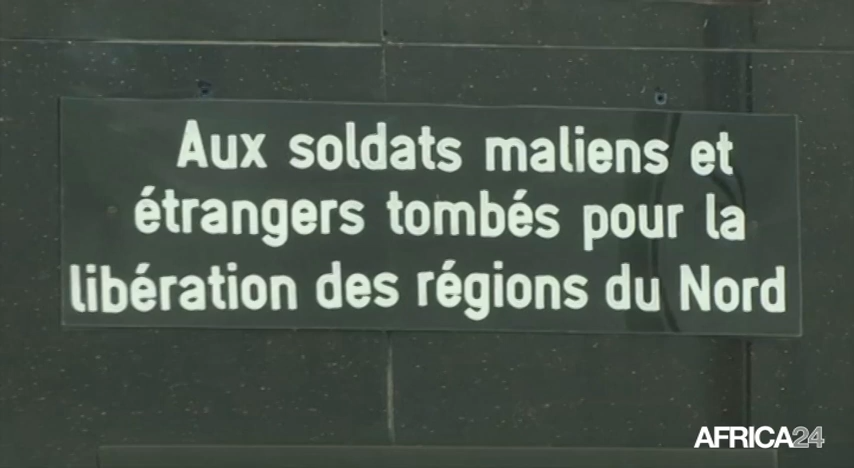 Aux soldats maliens et
étrangers tombés pour la
libération des régions du Nord
AFRICA24